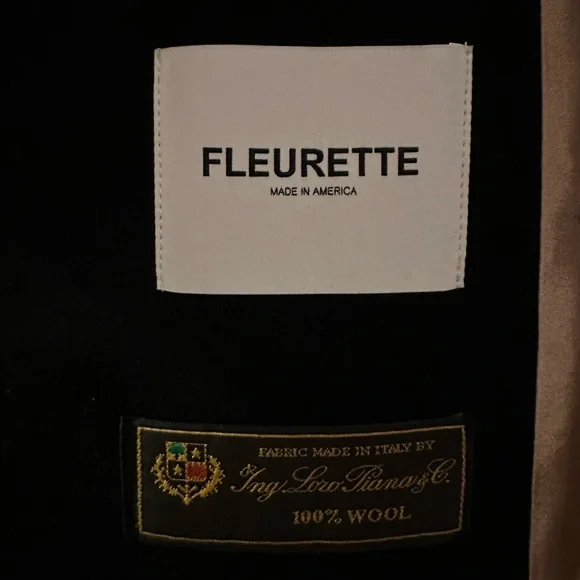 FLEURETTE
MADE IN AMERICA
FABRIC MADE IN ITALY BY
Ing. Loro Piana & C.
100% WOOL